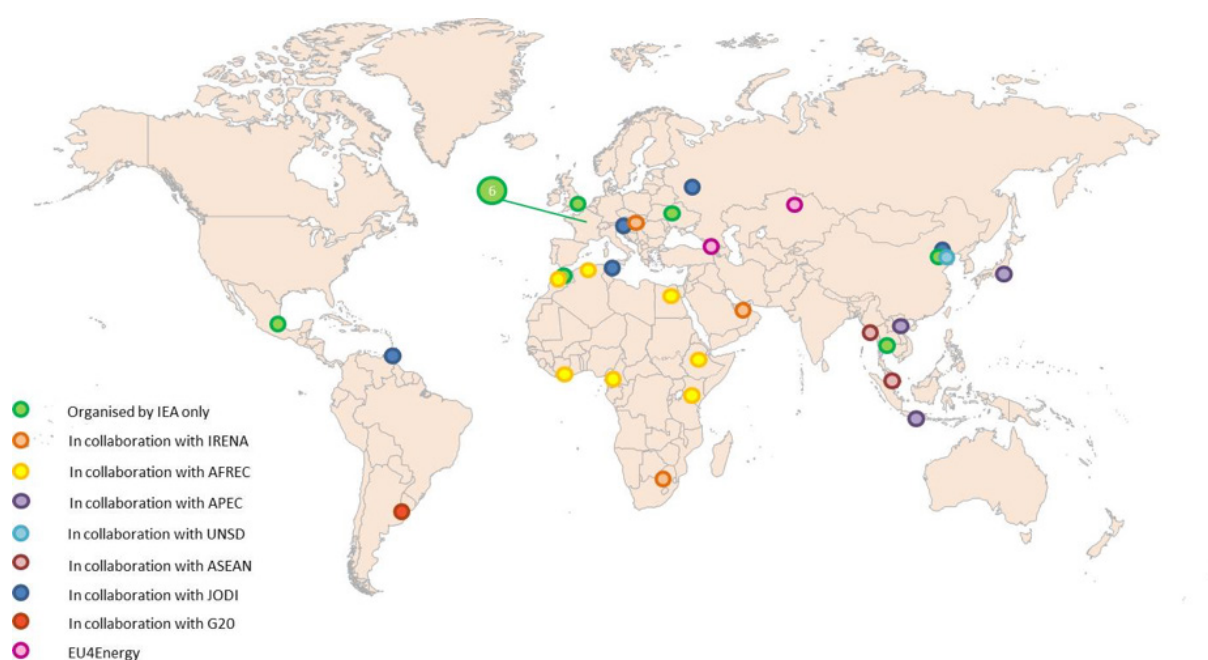 6
Organised by IEA only
In collaboration with IRENA
In collaboration with AFREC
In collaboration with APEC
In collaboration with UNSD
In collaboration with ASEAN
In collaboration with JODI
In collaboration with G20
EU4Energy